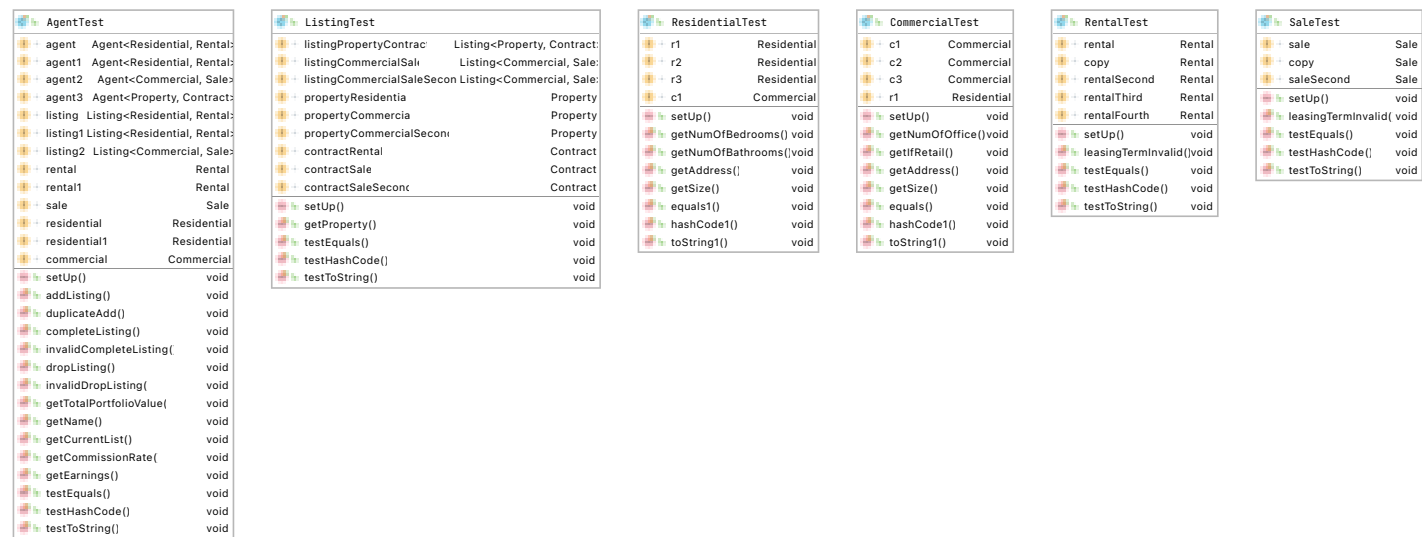 AgentTest
agent Agent<Residential, Rental>
agent1 Agent<Residential, Rental>
agent2 Agent<Commercial, Sale>
agent3 Agent<Property, Contract>
listing Listing<Residential, Rental>
listing1 Listing<Residential, Rental>
listing2 Listing<Commercial, Sale>
rental Rental
rental1 Rental
sale Sale
residential Residential
residential1 Residential
commercial Commercial
setUp() void
addListing() void
duplicateAdd() void
completeListing() void
invalidCompleteListing( void
dropListing() void
invalidDropListing( void
getTotalPortfolioValue( void
getName() void
getCurrentList() void
getCommissionRate( void
getEarnings() void
testEquals() void
testHashCode() void
testToString() void
ListingTest
listingPropertyContrac Listing<Property, Contract>
listingCommercialSale Listing<Commercial, Sale>
listingCommercialSaleSecon Listing<Commercial, Sale>
propertyResidentia Property
propertyCommercia Property
propertyCommercialSecond Property
contractRental Contract
contractSale Contract
contractSaleSecond Contract
setUp() void
getProperty() void
testEquals() void
testHashCode() void
testToString() void
ResidentialTest
r1 Residential
r2 Residential
r3 Residential
c1 Commercial
setUp() void
getNumOfBedrooms() void
getNumOfBathrooms() void
getAddress() void
getSize() void
equals1() void
hashCode1() void
toString1() void
CommercialTest
c1 Commercial
c2 Commercial
c3 Commercial
r1 Residential
setUp() void
getNumOfOffice() void
getIfRetail() void
getAddress() void
getSize() void
equals() void
hashCode1() void
toString1() void
RentalTest
rental Rental
copy Rental
rentalSecond Rental
rentalThird Rental
rentalFourth Rental
setUp() void
leasingTermInvalid() void
testEquals() void
testHashCode() void
testToString() void
SaleTest
sale Sale
copy Sale
saleSecond Sale
setUp() void
leasingTermInvalid( void
testEquals() void
testHashCode() void
testToString() void